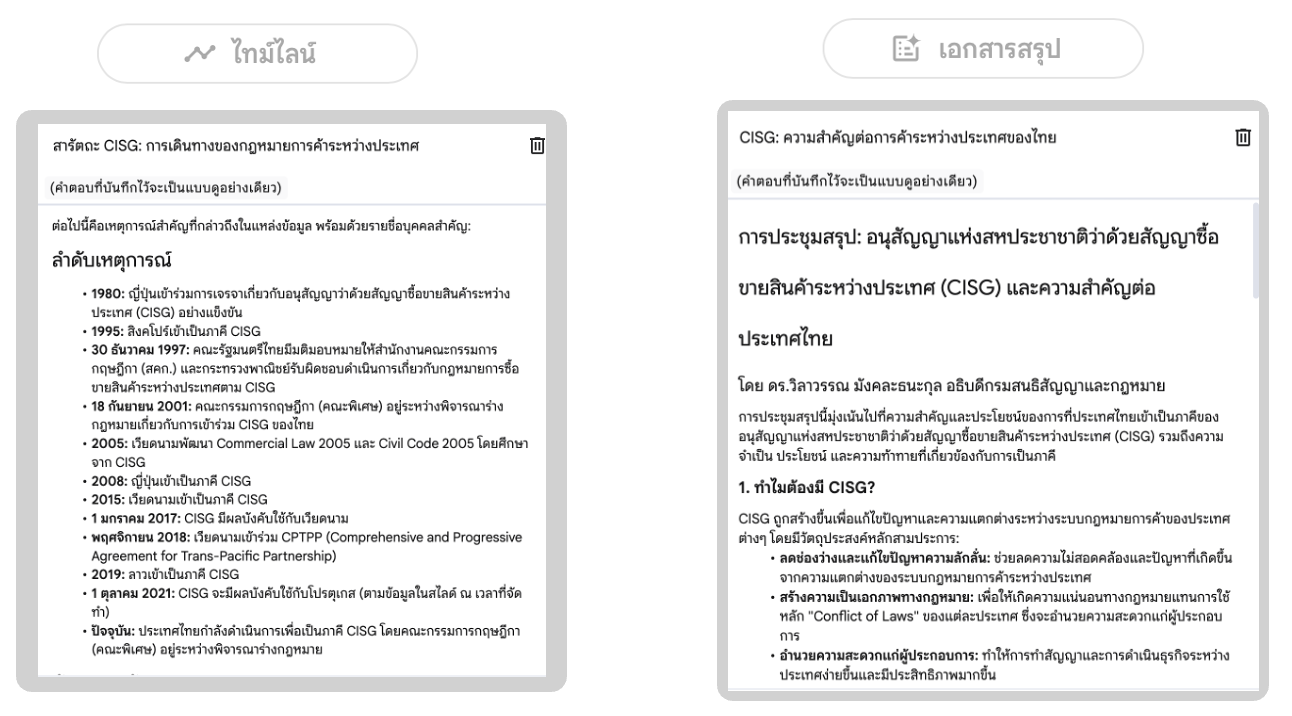 ไทม์ไลน์
สารัตถะ CISG: การเดินทางของกฎหมายการค้าระหว่างประเทศ
(คำตอบที่บันทึกไว้จะเป็นแบบดูอย่างเดียว)
ต่อไปนี้คือเหตุการณ์สำคัญที่กล่าวถึงในแหล่งข้อมูล พร้อมด้วยรายชื่อบุคคลสำคัญ:
ลำดับเหตุการณ์
• 1980: ญี่ปุ่นเข้าร่วมการเจรจาเกี่ยวกับอนุสัญญาว่าด้วยสัญญาซื้อขายสินค้าระหว่าง
ประเทศ (CISG) อย่างแข็งขัน
• 1995: สิงคโปร์เข้าเป็นภาคี CISG
• 30 ธันวาคม 1997: คณะรัฐมนตรีไทยมีมติมอบหมายให้สำนักงานคณะกรรมการ
กฤษฎีกา (สคก.) และกระทรวงพาณิชย์รับผิดชอบดำเนินการเกี่ยวกับกฎหมายการซื้อ
ขายสินค้าระหว่างประเทศตาม CISG
• 18 กันยายน 2001: คณะกรรมการกฤษฎีกา (คณะพิเศษ) อยู่ระหว่างพิจารณาร่าง
กฎหมายเกี่ยวกับการเข้าร่วม CISG ของไทย
• 2005: เวียดนามพัฒนา Commercial Law 2005 และ Civil Code 2005 โดยศึกษา
จาก CISG
• 2008: ญี่ปุ่นเข้าเป็นภาคี CISG
• 2015: เวียดนามเข้าเป็นภาคี CISG
• 1 มกราคม 2017: CISG มีผลบังคับใช้กับเวียดนาม
• พฤศจิกายน 2018: เวียดนามเข้าร่วม CPTPP (Comprehensive and Progressive
Agreement for Trans-Pacific Partnership)
• 2019: ลาวเข้าเป็นภาคี CISG
• 1 ตุลาคม 2021: CISG จะมีผลบังคับใช้กับโปรตุเกส (ตามข้อมูลในสไลด์ ณ เวลาที่จัด
ทำ)
• ปัจจุบัน: ประเทศไทยกำลังดำเนินการเพื่อเป็นภาคี CISG โดยคณะกรรมการกฤษฎีกา
(คณะพิเศษ) อยู่ระหว่างพิจารณาร่างกฎหมาย
เอกสารสรุป
CISG: ความสำคัญต่อการค้าระหว่างประเทศของไทย
(คำตอบที่บันทึกไว้จะเป็นแบบดูอย่างเดียว)
การประชุมสรุป: อนุสัญญาแห่งสหประชาชาติว่าด้วยสัญญาซื้อ
ขายสินค้าระหว่างประเทศ (CISG) และความสำคัญต่อ
ประเทศไทย
โดย ดร.วิลาวรรณ มังคละธนะกุล อธิบดีกรมสนธิสัญญาและกฎหมาย
การประชุมสรุปนี้มุ่งเน้นไปที่ความสำคัญและประโยชน์ของการที่ประเทศไทยเข้าเป็นภาคีของ
อนุสัญญาแห่งสหประชาชาติว่าด้วยสัญญาซื้อขายสินค้าระหว่างประเทศ (CISG) รวมถึงความ
จำเป็น ประโยชน์ และความท้าทายที่เกี่ยวข้องกับการเป็นภาคี
1. ทำไมต้องมี CISG?
CISG ถูกสร้างขึ้นเพื่อแก้ไขปัญหาและความแตกต่างระหว่างระบบกฎหมายการค้าของประเทศ
ต่างๆ โดยมีวัตถุประสงค์หลักสามประการ:
• ลดช่องว่างและแก้ไขปัญหาความลักลั่น: ช่วยลดความไม่สอดคล้องและปัญหาที่เกิดขึ้น
จากความแตกต่างของระบบกฎหมายการค้าระหว่างประเทศ
• สร้างความเป็นเอกภาพทางกฎหมาย: เพื่อให้เกิดความแน่นอนทางกฎหมายแทนการใช้
หลัก "Conflict of Laws" ของแต่ละประเทศ ซึ่งจะอำนวยความสะดวกแก่ผู้ประกอบ
การ
• อำนวยความสะดวกแก่ผู้ประกอบการ: ทำให้การทำสัญญาและการดำเนินธุรกิจระหว่าง
ประเทศง่ายขึ้นและมีประสิทธิภาพมากขึ้น